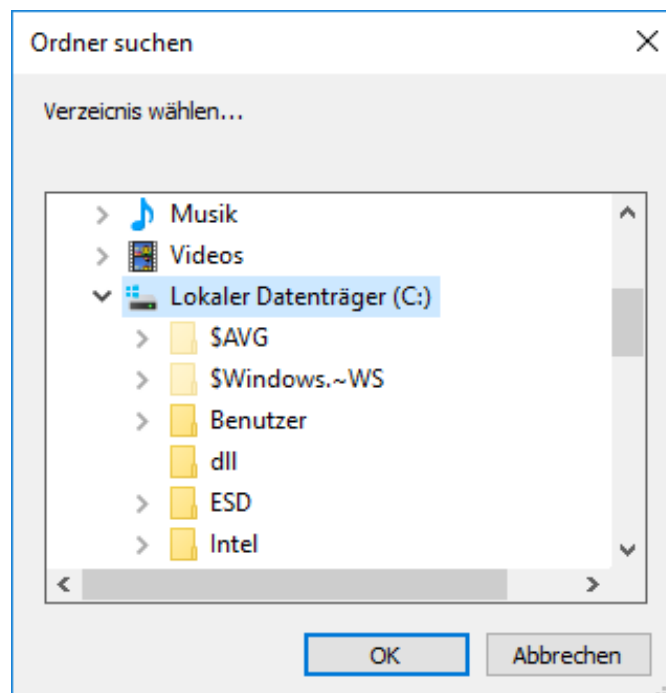 Ordner suchen
Verzeicnis wählen...
Musik
Videos
Lokaler Datenträger (C:)
$AVG
$Windows.~WS
Benutzer
dll
ESD
Intel
OK Abbrechen